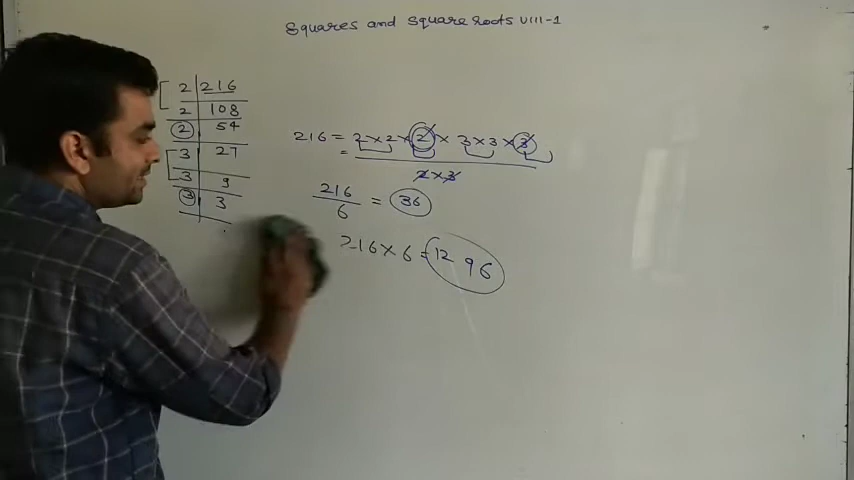 Squares and Square roots VIII-1
2 216
2 108
2 54
3 27
3 9
3 3
216 = 2 × 2 × 2 × 3 × 3 × 3
=
2 × 3
216
6
= 36
216 × 6 = 1296